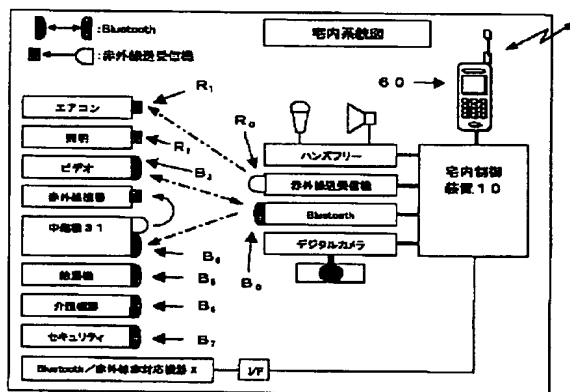 :Bluetooth
:赤外線送受信機
宅内系統図
60
エアコン
R₁
照明
R₁
ビデオ
B₃
赤外線機器
中継機31
B₄
給湯機
B₅
介護機器
B₆
セキュリティ
B₇
Bluetooth/赤外線非対応機器X
I/F
R₀
ハンズフリー
赤外線送受信機
Bluetooth
デジタルカメラ
B₀
宅内制御
装置10